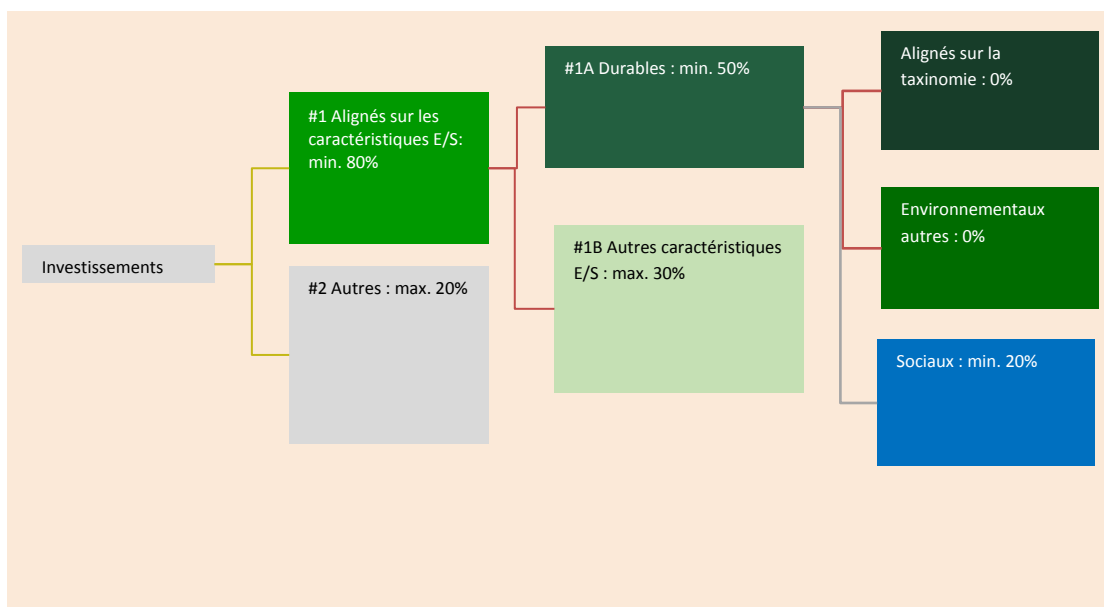 Investissements
#1 Alignés sur les
caractéristiques E/S:
min. 80%
#2 Autres : max. 20%
#1A Durables : min. 50%
#1B Autres caractéristiques
E/S : max. 30%
Alignés sur la
taxinomie : 0%
Environnementaux
autres : 0%
Sociaux : min. 20%